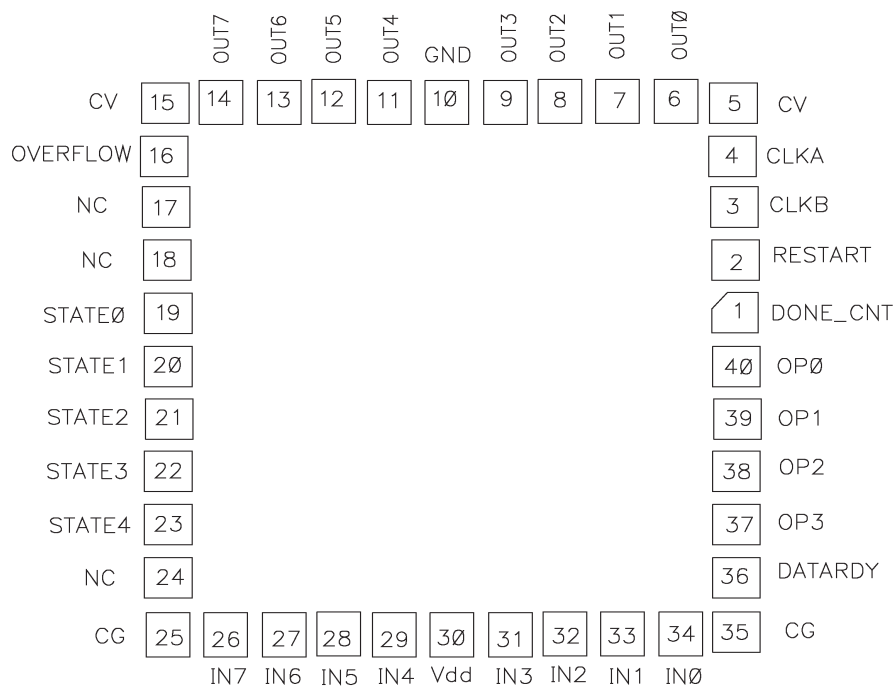 OUT7 OUT6 OUT5 OUT4 GND OUT3 OUT2 OUT1 OUTØ
CV 15 14 13 12 11 1Ø 9 8 7 6 5 CV
OVERFLOW 16 4 CLKA
NC 17 3 CLKB
NC 18 2 RESTART
STATEØ 19 1 DONE_CNT
STATE1 2Ø 4Ø OPØ
STATE2 21 39 OP1
STATE3 22 38 OP2
STATE4 23 37 OP3
NC 24 36 DATARDY
CG 25 26 27 28 29 3Ø 31 32 33 34 35 CG
IN7 IN6 IN5 IN4 Vdd IN3 IN2 IN1 INØ